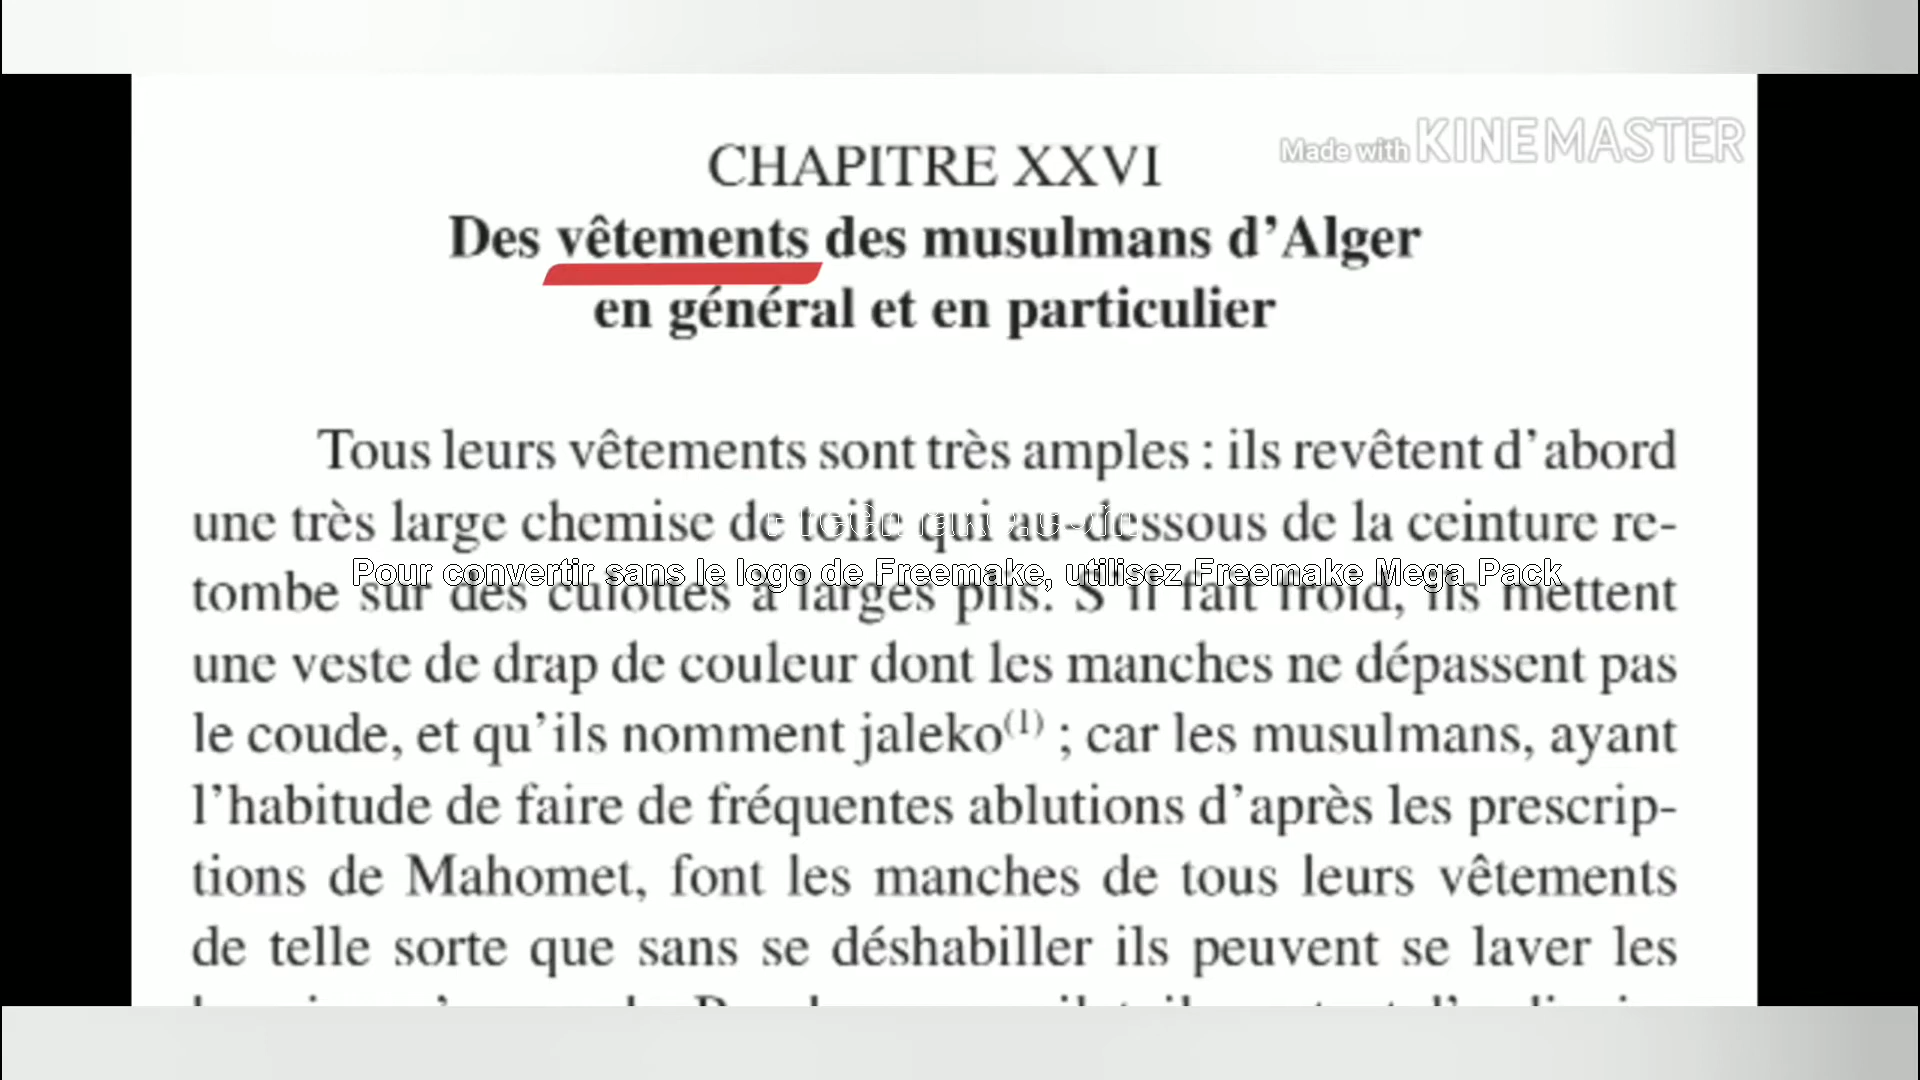 CHAPITRE XXVI
Made with KINEMASTER
Des vêtements des musulmans d'Alger
en général et en particulier
Tous leurs vêtements sont très amples : ils revêtent d'abord
une très large chemise de toile qui au-dessous de la ceinture re-
Pour convertir sans le logo de Freemake, utilisez Freemake Mega Pack
tombe sur des culottes à larges plis. S'il fait froid, ils mettent
une veste de drap de couleur dont les manches ne dépassent pas
le coude, et qu'ils nomment jaleko(1) ; car les musulmans, ayant
l'habitude de faire de fréquentes ablutions d'après les prescrip-
tions de Mahomet, font les manches de tous leurs vêtements
de telle sorte que sans se déshabiller ils peuvent se laver les